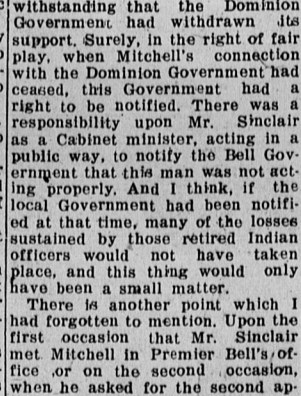 withstanding that the Dominion
Government had withdrawn its
support. Surely, in the right of fair
play, when Mitchell's connection
with the Dominion Government had
ceased, this Government had a
right to be notified. There was a
responsibility upon Mr. Sinclair
as a Cabinet minister, acting in a
public way, to notify the Bell Gov-
ernment that this man was not act-
ing properly. And I think, if the
local Government had been notifi-
ed at that time, many of the losses
sustained by those retired Indian
officers would not have taken
place, and this thing would only
have been a small matter.
There is another point which I
had forgotten to mention. Upon the
first occasion that Mr. Sinclair
met Mitchell in Premier Bell's of-
fice or on the second occasion,
when he asked for the second ap-